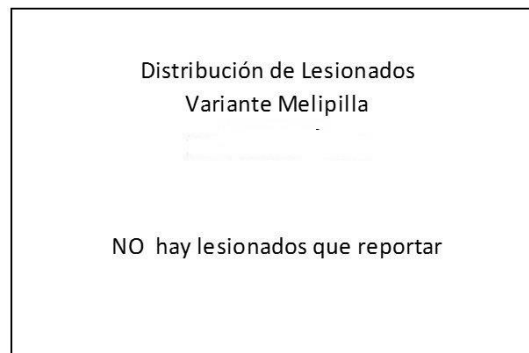 Distribución de Lesionados
Variante Melipilla
NO hay lesionados que reportar